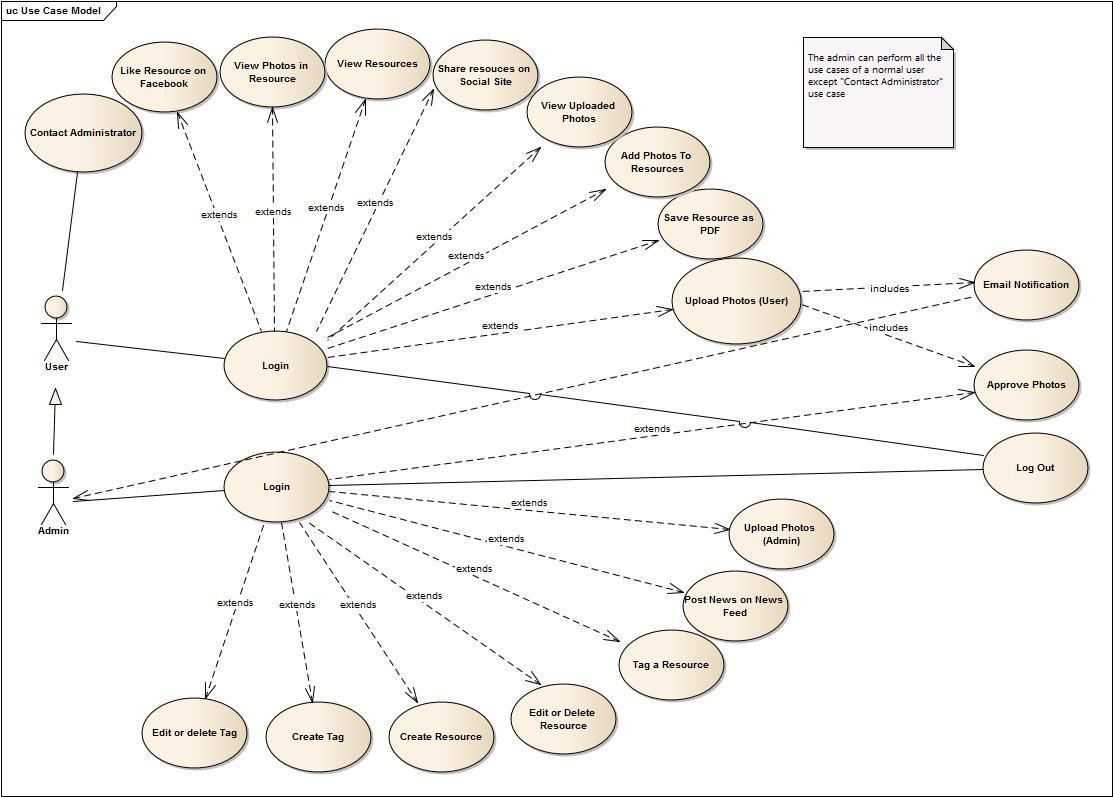 uc Use Case Model
Like Resource on
Facebook
View Photos in
Resource
View Resources
Share resouces on
Social Site
View Uploaded
Photos
The admin can perform all the
use cases of a normal user
except "Contact Administrator"
use case
Contact Administrator
Add Photos To
Resources
Save Resource as
PDF
extends
extends
extends
extends
extends
extends
extends
extends
Upload Photos (User)
includes
includes
Email Notification
User
Login
Approve Photos
extends
Log Out
Admin
Login
extends
extends
extends
extends
extends
extends
extends
Upload Photos
(Admin)
Post News on News
Feed
Tag a Resource
Edit or delete Tag
Create Tag
Create Resource
Edit or Delete
Resource